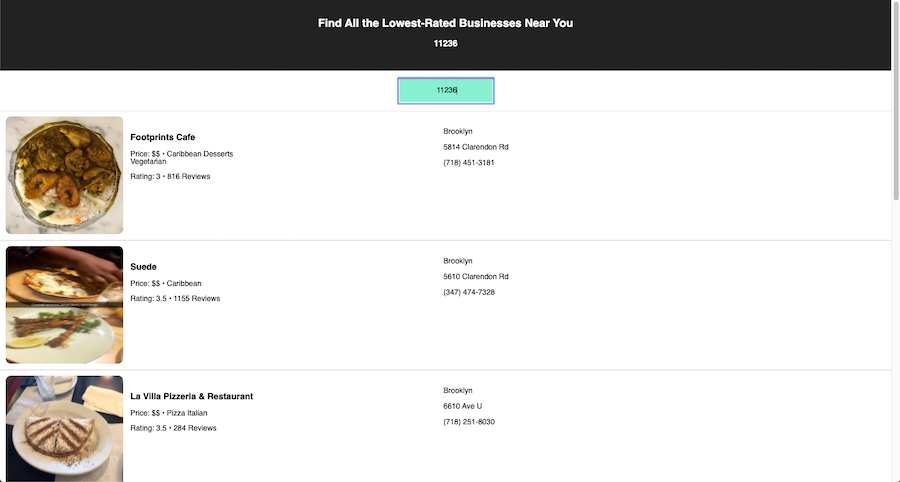 Find All the Lowest-Rated Businesses Near You
11236
11236
Footprints Cafe
Price: $$ • Caribbean Desserts
Vegetarian
Rating: 3 • 816 Reviews
Brooklyn
5814 Clarendon Rd
(718) 451-3181
Suede
Price: $$ • Caribbean
Rating: 3.5 • 1155 Reviews
Brooklyn
5610 Clarendon Rd
(347) 474-7328
La Villa Pizzeria & Restaurant
Price: $$ • Pizza Italian
Rating: 3.5 • 284 Reviews
Brooklyn
6610 Ave U
(718) 251-8030